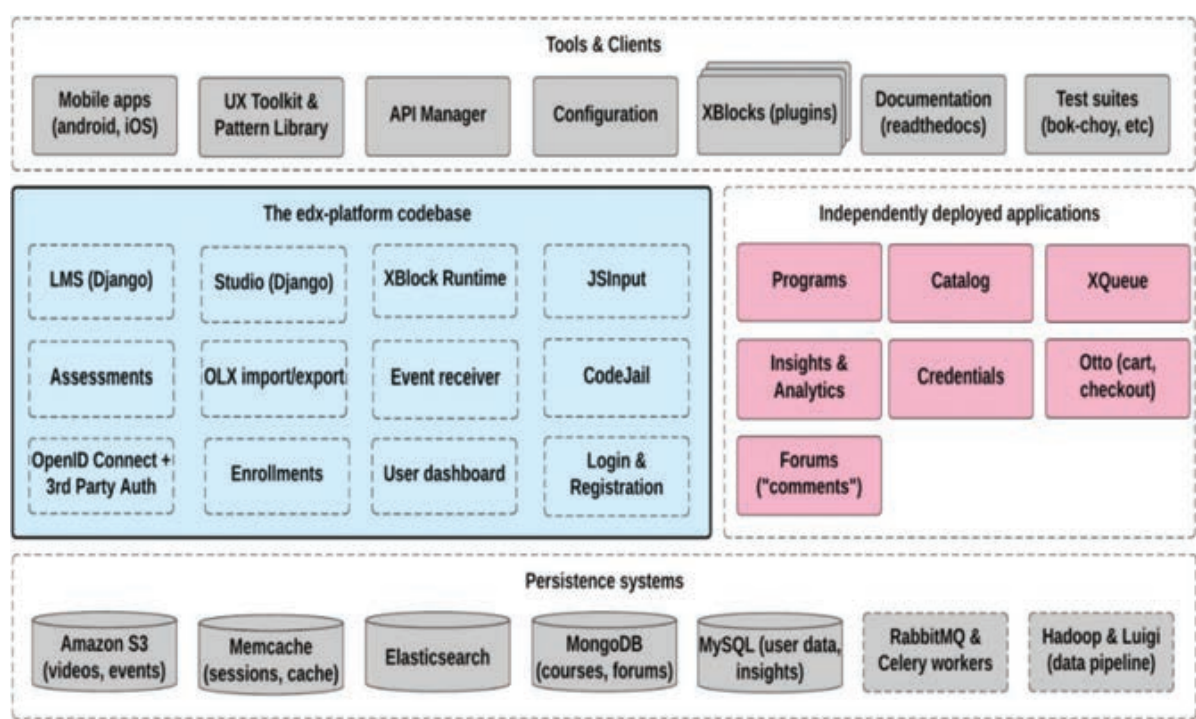 Tools & Clients
Mobile apps
(android, iOS)
UX Toolkit &
Pattern Library
API Manager
Configuration
XBlocks (plugins)
Documentation
(readthedocs)
Test suites
(bok-choy, etc)
The edx-platform codebase
LMS (Django)
Studio (Django)
XBlock Runtime
JSInput
Assessments
OLX import/export
Event receiver
CodeJail
OpenID Connect +
3rd Party Auth
Enrollments
User dashboard
Login &
Registration
Independently deployed applications
Programs
Catalog
XQueue
Insights &
Analytics
Credentials
Otto (cart,
checkout)
Forums
("comments")
Persistence systems
Amazon S3
(videos, events)
Memcache
(sessions, cache)
Elasticsearch
MongoDB
(courses, forums)
MySQL (user data,
insights)
RabbitMQ &
Celery workers
Hadoop & Luigi
(data pipeline)